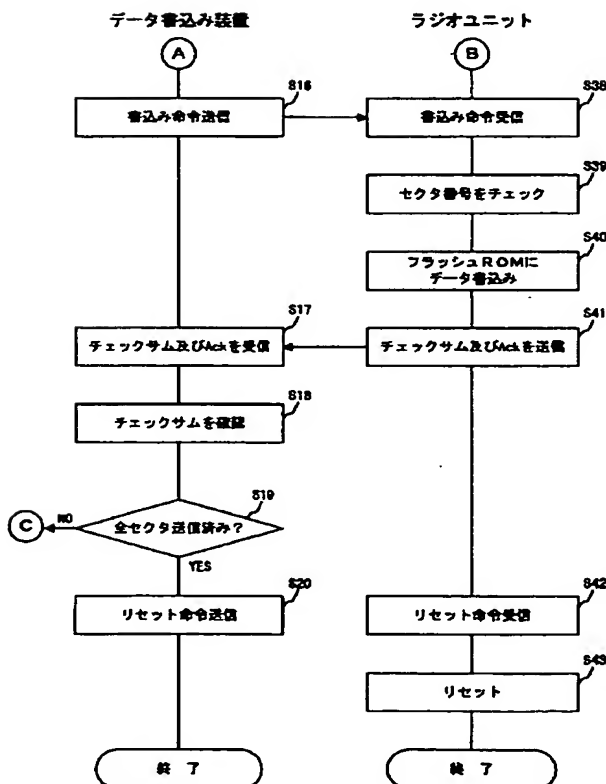 データ書込み装置
ラジオユニット
A
B
S16
書込み命令送信
S38
書込み命令受信
S39
セクタ番号をチェック
S40
フラッシュROMに
データ書込み
S17
チェックサム及びAckを受信
S41
チェックサム及びAckを送信
S18
チェックサムを確認
S19
全セクタ送信済み?
NO
C
YES
S20
リセット命令送信
S42
リセット命令受信
S43
リセット
終 了
終 了